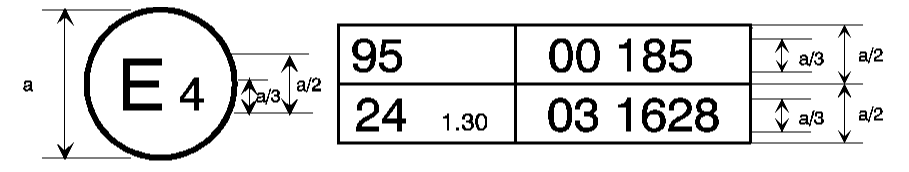 a E 4 a/3 a/2
95 00 185 a/3 a/2
24 1.30 03 1628 a/3 a/2